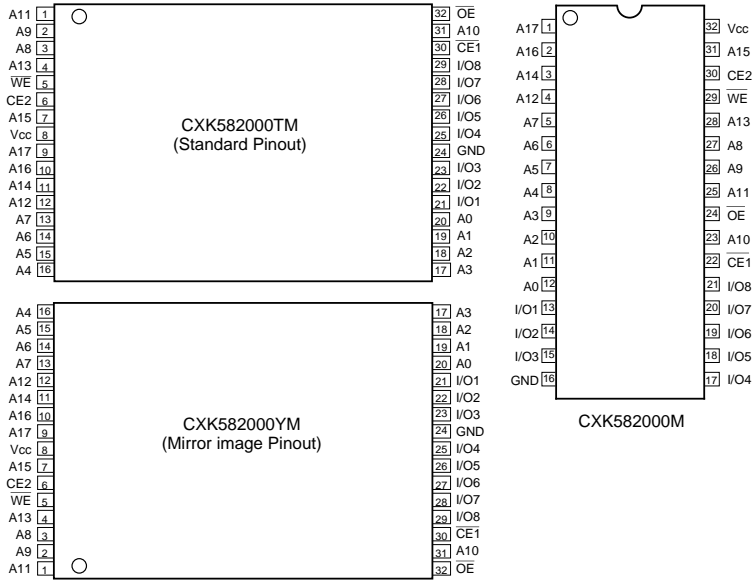 A11 1 32 OE
A9 2 31 A10
A8 3 30 CE1
A13 4 29 I/O8
WE 5 28 I/O7
CE2 6 27 I/O6
A15 7 26 I/O5
Vcc 8 25 I/O4
A17 9 24 GND
A16 10 23 I/O3
A14 11 22 I/O2
A12 12 21 I/O1
A7 13 20 A0
A6 14 19 A1
A5 15 18 A2
A4 16 17 A3
CXK582000TM
(Standard Pinout)
A4 16 17 A3
A5 15 18 A2
A6 14 19 A1
A7 13 20 A0
A12 12 21 I/O1
A14 11 22 I/O2
A16 10 23 I/O3
A17 9 24 GND
Vcc 8 25 I/O4
A15 7 26 I/O5
CE2 6 27 I/O6
WE 5 28 I/O7
A13 4 29 I/O8
A8 3 30 CE1
A9 2 31 A10
A11 1 32 OE
CXK582000YM
(Mirror image Pinout)
A17 1 32 Vcc
A16 2 31 A15
A14 3 30 CE2
A12 4 29 WE
A7 5 28 A13
A6 6 27 A8
A5 7 26 A9
A4 8 25 A11
A3 9 24 OE
A2 10 23 A10
A1 11 22 CE1
A0 12 21 I/O8
I/O1 13 20 I/O7
I/O2 14 19 I/O6
I/O3 15 18 I/O5
GND 16 17 I/O4
CXK582000M